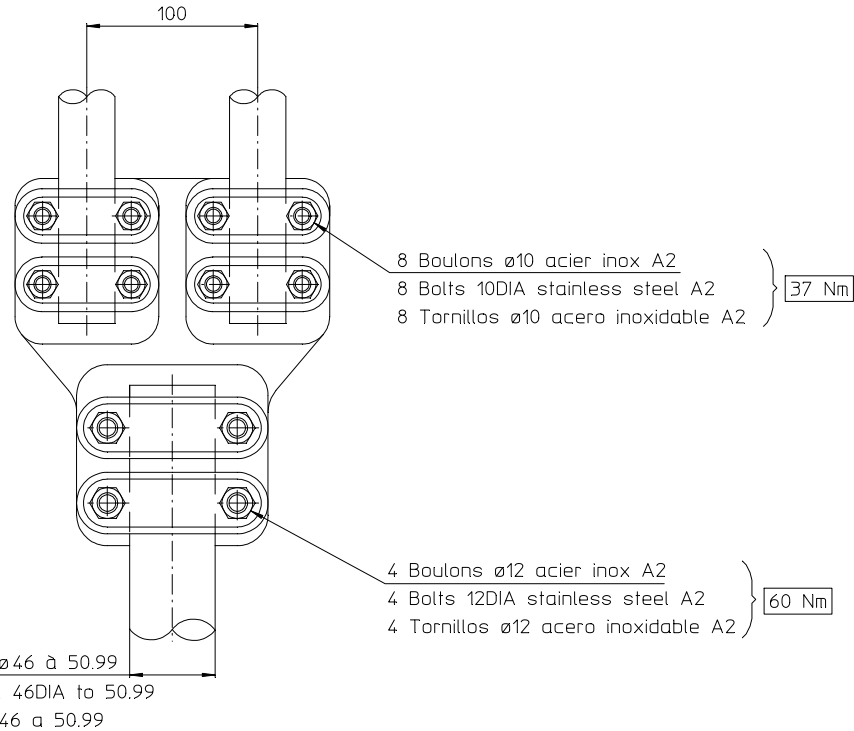 100
8 Boulons ø10 acier inox A2
8 Bolts 10DIA stainless steel A2
8 Tornillos ø10 acero inoxidable A2
37 Nm
4 Boulons ø12 acier inox A2
4 Bolts 12DIA stainless steel A2
4 Tornillos ø12 acero inoxidable A2
60 Nm
ø46 à 50.99
46DIA to 50.99
46 a 50.99